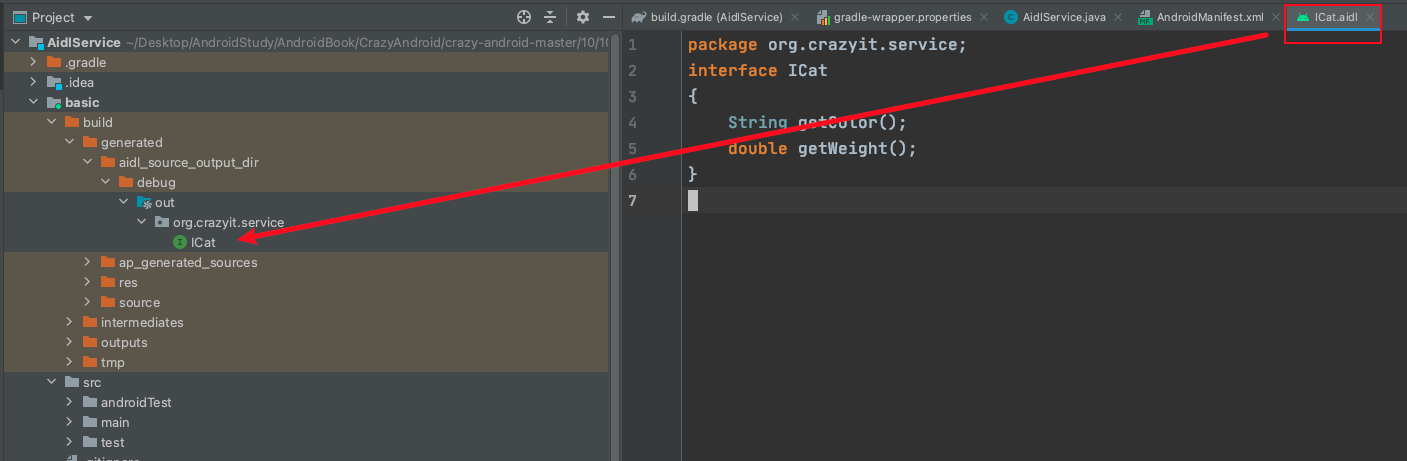 Project
AidlService ~/Desktop/AndroidStudy/AndroidBook/CrazyAndroid/crazy-android-master/10/10
.gradle
.idea
basic
build
generated
aidl_source_output_dir
debug
out
org.crazyit.service
I ICat
ap_generated_sources
res
source
intermediates
outputs
tmp
src
androidTest
main
test
.gitignore
build.gradle (AidlService)
gradle-wrapper.properties
C AidlService.java
MF AndroidManifest.xml
ICat.aidl
1 package org.crazyit.service;
2 interface ICat
3 {
4 String getColor();
5 double getWeight();
6 }
7